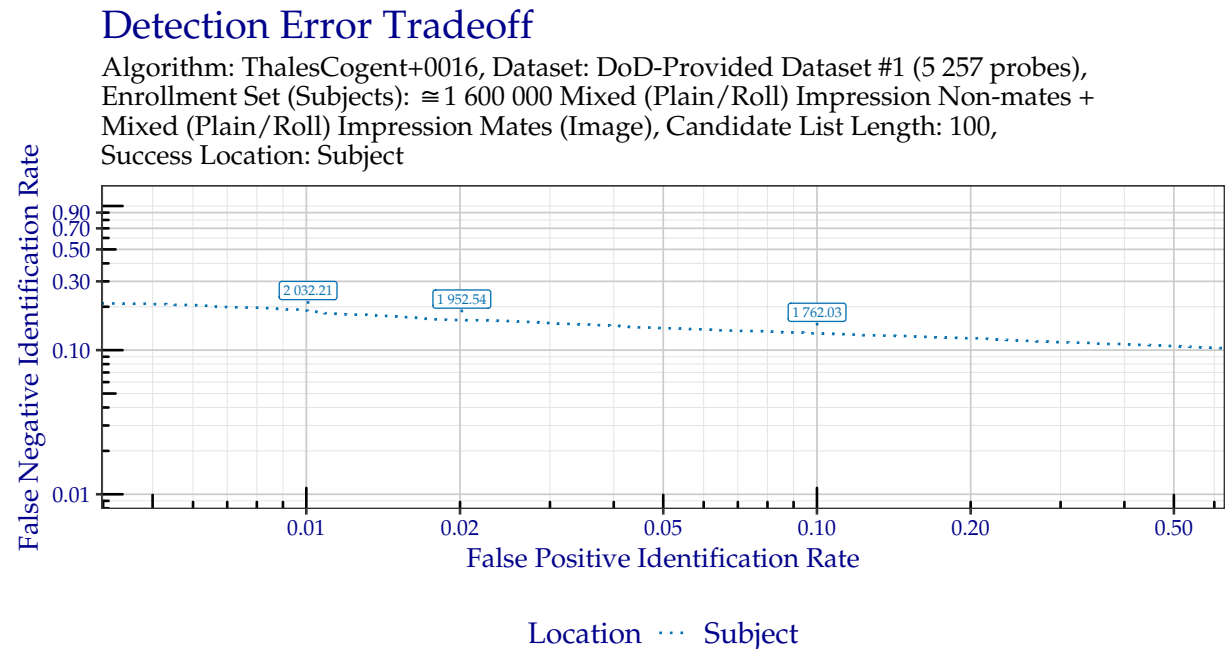 Detection Error Tradeoff
Algorithm: ThalesCogent+0016, Dataset: DoD-Provided Dataset #1 (5 257 probes),
Enrollment Set (Subjects): ≅1 600 000 Mixed (Plain/Roll) Impression Non-mates +
Mixed (Plain/Roll) Impression Mates (Image), Candidate List Length: 100,
Success Location: Subject
False Negative Identification Rate
0.90
0.70
0.50
0.30
0.10
0.01
2 032.21
1 952.54
1 762.03
0.01 0.02 0.05 0.10 0.20 0.50
False Positive Identification Rate
Location Subject